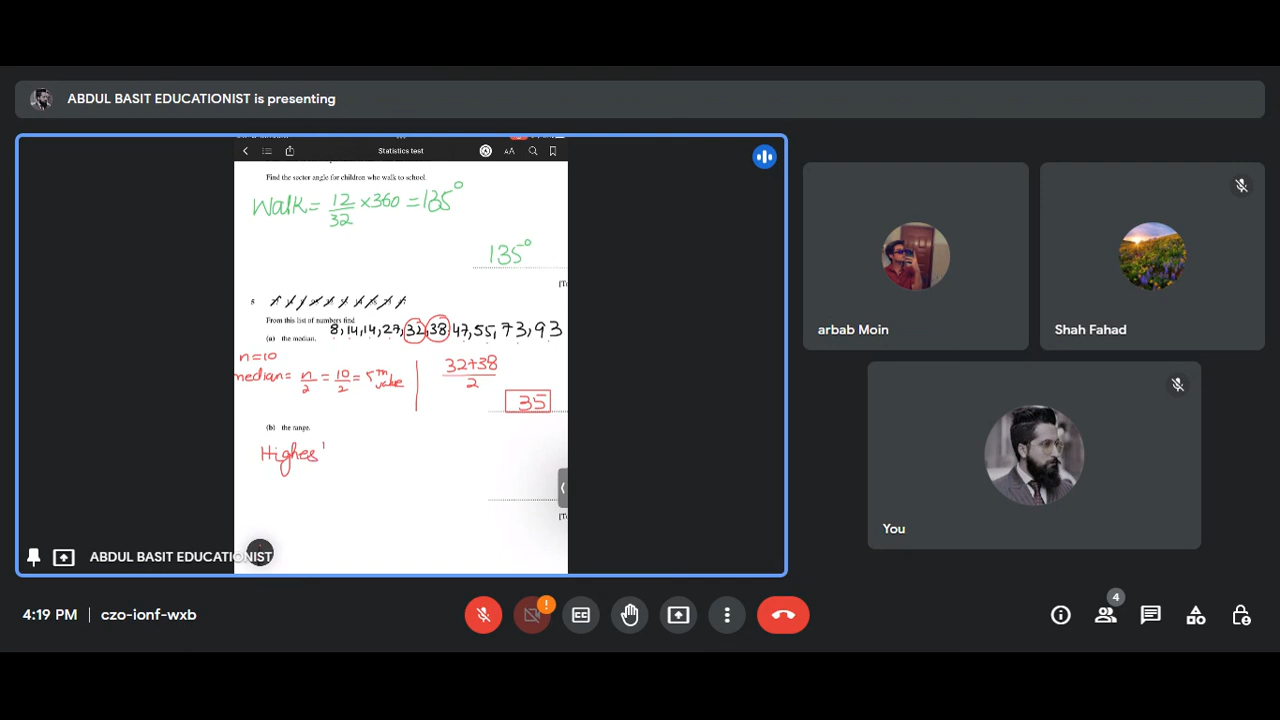 ABDUL BASIT EDUCATIONIST is presenting
Statistics test
AA
Find the sector angle for children who walk to school.
Walk = 12/32 ×360 = 135°
135°
5
From this list of numbers find
8, 14, 14, 27, 32, 38, 47, 55, 73, 93
(a) the median,
n=10
median = n/2 = 10/2 = 5th value
32+38
2
35
(b) the range.
Highes
ABDUL BASIT EDUCATIONIST
arbab Moin
Shah Fahad
You
4:19 PM | czo-ionf-wxb
4